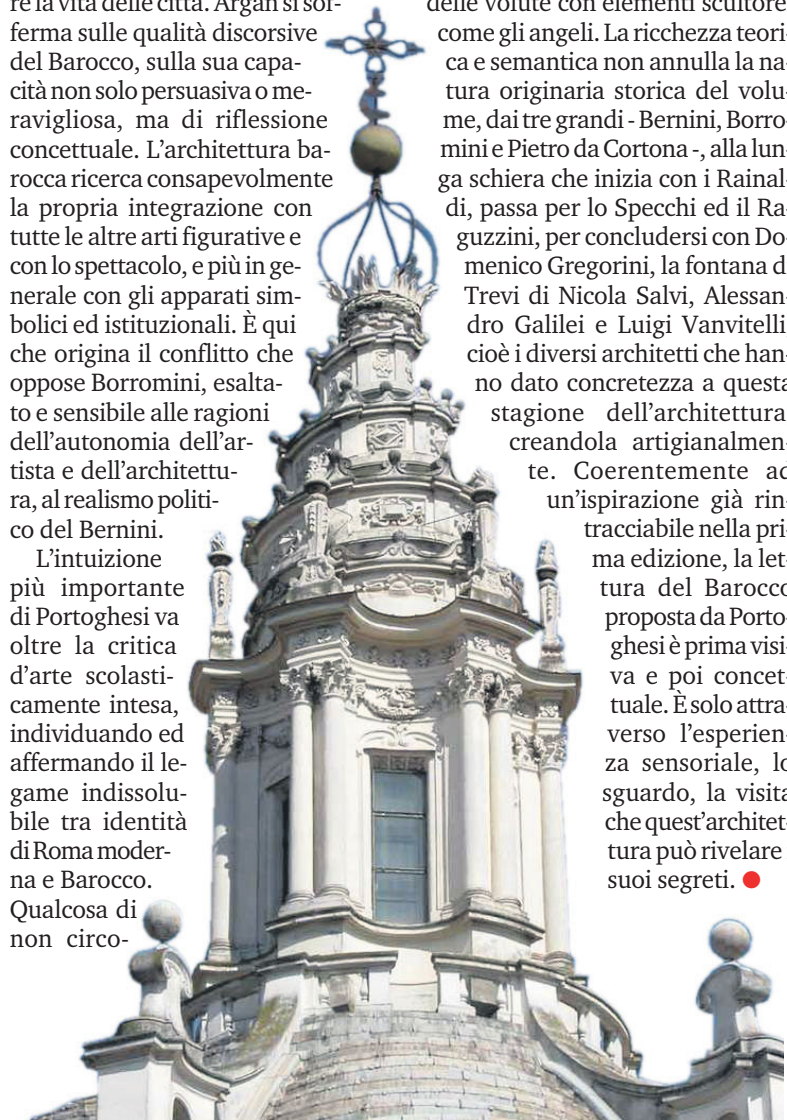 re la vita delle città. Argan si sof-
ferma sulle qualità discorsive
del Barocco, sulla sua capa-
cità non solo persuasiva o me-
ravigliosa, ma di riflessione
concettuale. L'architettura ba-
rocca ricerca consapevolmente
la propria integrazione con
tutte le altre arti figurative e
con lo spettacolo, e più in ge-
nerale con gli apparati sim-
bolici ed istituzionali. È qui
che origina il conflitto che
oppose Borromini, esalta-
to e sensibile alle ragioni
dell'autonomia dell'ar-
tista e dell'architettu-
ra, al realismo politi-
co del Bernini.
L'intuizione
più importante
di Portoghesi va
oltre la critica
d'arte scolasti-
camente intesa,
individuando ed
affermando il le-
game indissolu-
bile tra identità
di Roma moder-
na e Barocco.
Qualcosa di
non circo-
delle volute con elementi scultore
come gli angeli. La ricchezza teori-
ca e semantica non annulla la na-
tura originaria storica del volu-
me, dai tre grandi - Bernini, Borro-
mini e Pietro da Cortona -, alla lun-
ga schiera che inizia con i Rainal-
di, passa per lo Specchi ed il Ra-
guzzini, per concludersi con Do-
menico Gregorini, la fontana d
Trevi di Nicola Salvi, Alessan-
dro Galilei e Luigi Vanvitelli,
cioè i diversi architetti che han-
no dato concretezza a questa
stagione dell'architettura
creandola artigianalmen-
te. Coerentemente ad
un'ispirazione già rin-
tracciabile nella pri-
ma edizione, la let-
tura del Barocco
proposta da Porto-
ghesi è prima visi-
va e poi concet-
tuale. È solo attra-
verso l'esperien-
za sensoriale, lo
sguardo, la visita
che quest'architet-
tura può rivelare
suoi segreti.